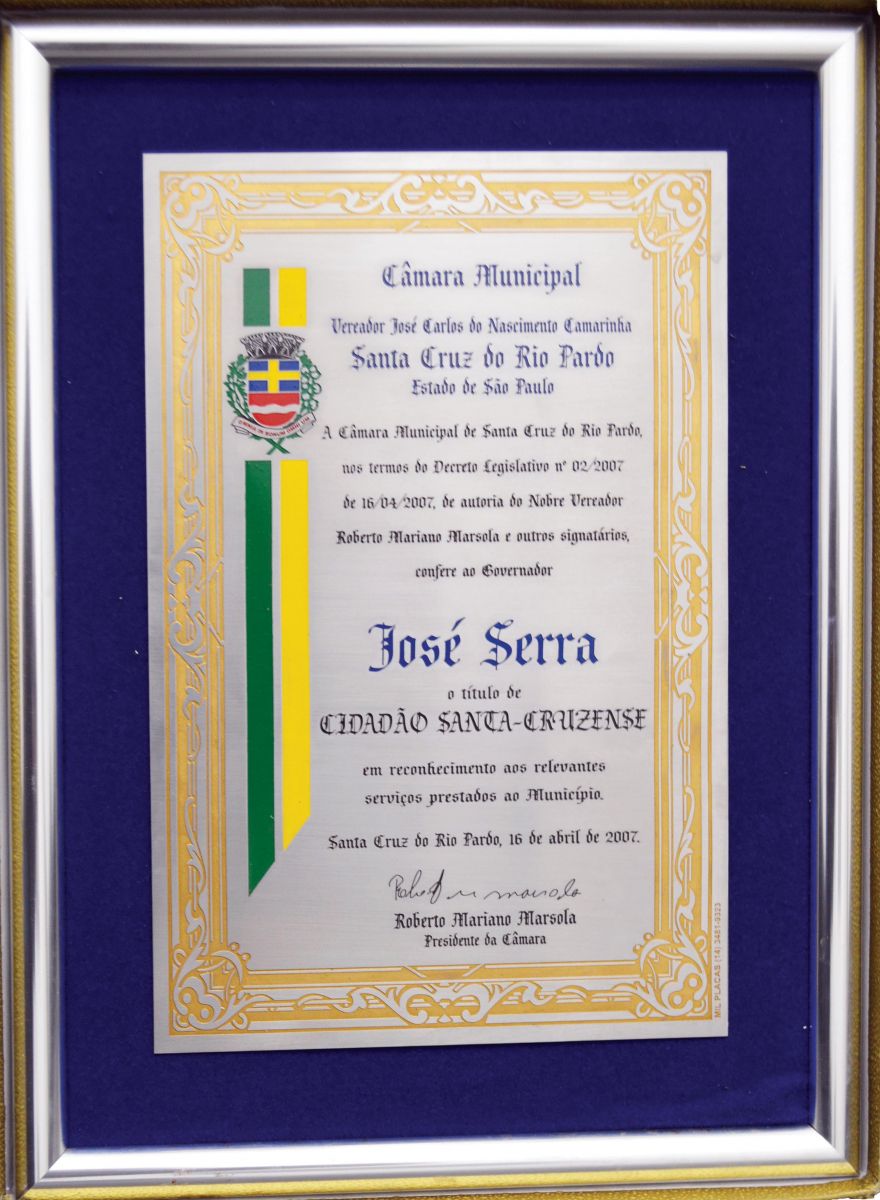 Câmara Municipal
Vereador José Carlos do Nascimento Camarinha
Santa Cruz do Rio Pardo
Estado de São Paulo
A Câmara Municipal de Santa Cruz do Rio Pardo,
nos termos do Decreto Legislativo nº 02/2007
de 16/04/2007, de autoria do Nobre Vereador
Roberto Mariano Marsola e outros signatários,
confere ao Governador
José Serra
o título de
CIDADÃO SANTA-CRUZENSE
em reconhecimento aos relevantes
serviços prestados ao Município.
Santa Cruz do Rio Pardo, 16 de abril de 2007.
Roberto Mariano Marsola
Presidente da Câmara
MIL PLACAS (14) 3481-9323